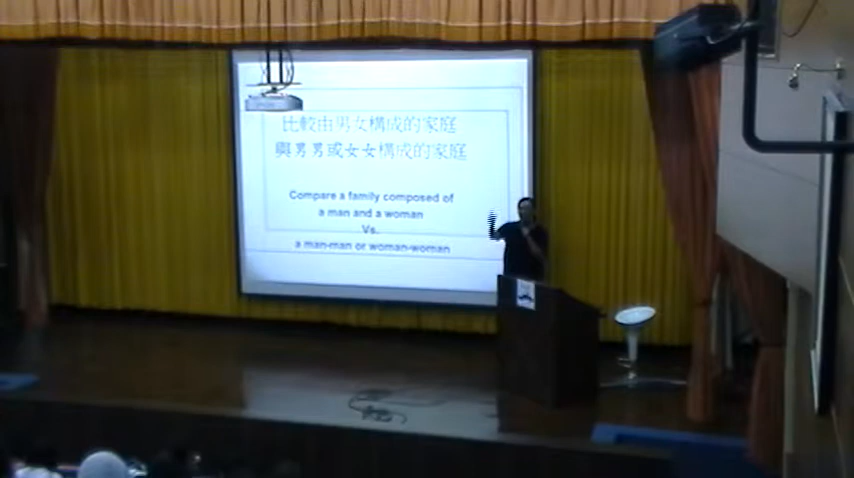 比較由男女構成的家庭
與男男或女女構成的家庭
Compare a family composed of
a man and a woman
Vs.
a man-man or woman-woman